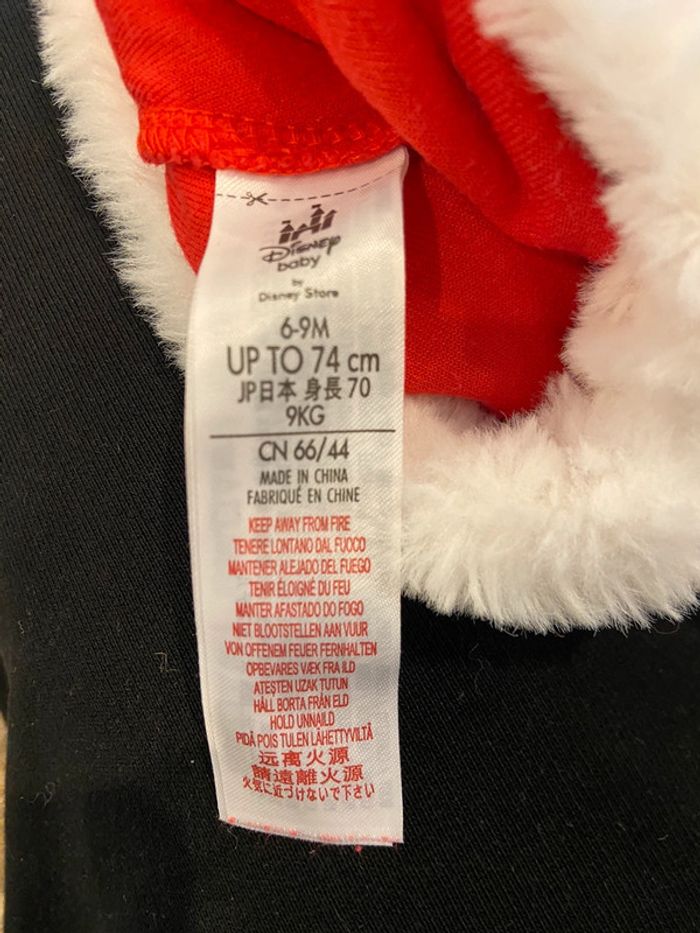 Disney
baby
by
Disney Store
6-9M
UP TO 74 cm
JP日本 身長 70
9KG
CN 66/44
MADE IN CHINA
FABRIQUÉ EN CHINE
KEEP AWAY FROM FIRE
TENERE LONTANO DAL FUOCO
MANTENER ALEJADO DEL FUEGO
TENIR ÉLOIGNÉ DU FEU
MANTER AFASTADO DO FOGO
NIET BLOOTSTELLEN AAN VUUR
VON OFFENEM FEUER FERNHALTEN
OPBEVARES VÆK FRA ILD
ATEŞTEN UZAK TUTUN
HÅLL BORTA FRÅN ELD
HOLD UNNAILD
PIDÄ POIS TULEN LÄHETTYVILTÄ
远离火源
請遠離火源
火気に近づけないで下さい